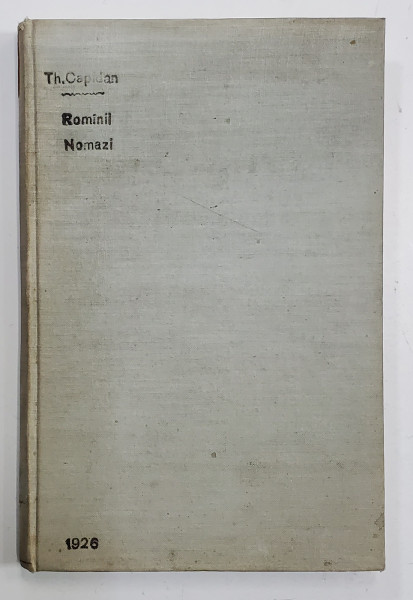 Th.Capidan
Romînii
Nomazi
1926